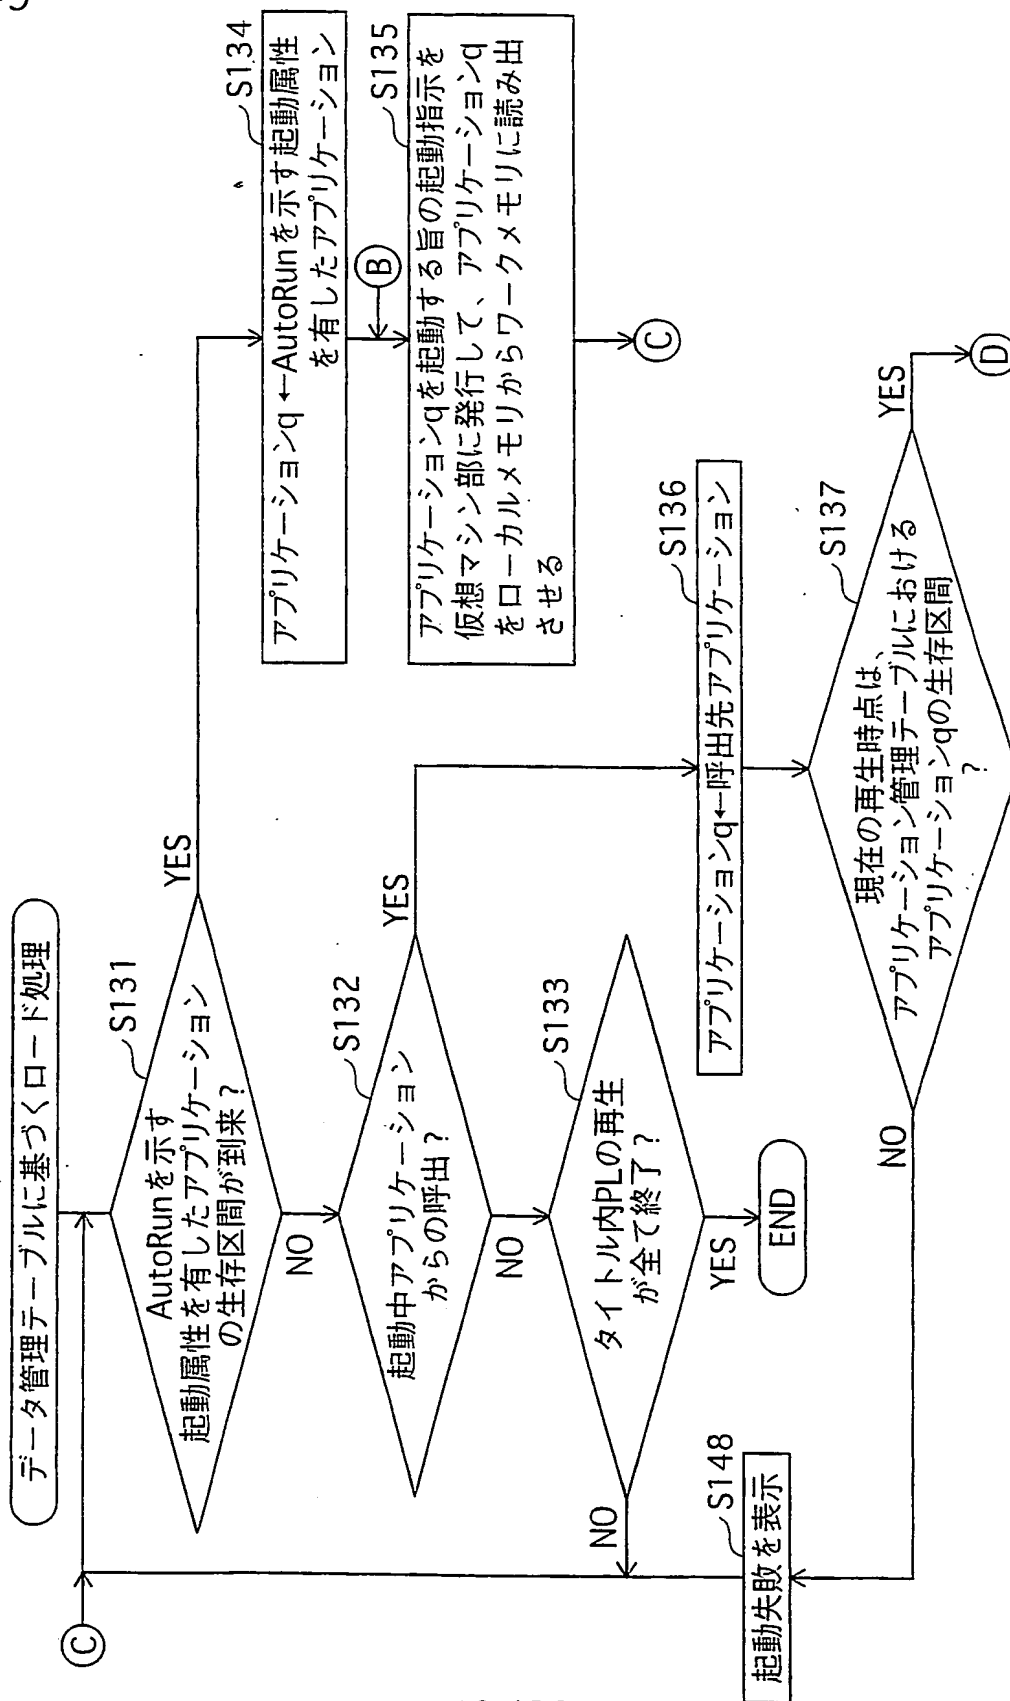 データ管理テーブルに基づくロード処理
C
S131
AutoRunを示す
起動属性を有したアプリケーション
の生存区間が到来?
YES
NO
S132
起動中アプリケーション
からの呼出?
YES
NO
S133
タイトル内PLの再生
が全て終了?
NO
YES
END
S134
アプリケーションq←AutoRunを示す起動属性
を有したアプリケーション
B
S135
アプリケーションqを起動する旨の起動指示を
仮想マシン部に発行して、アプリケーションq
をローカルメモリからワークメモリに読み出
させる
C
S136
アプリケーションq←呼出先アプリケーション
S137
現在の再生時点は、
アプリケーション管理テーブルにおける
アプリケーションqの生存区間
?
YES
D
NO
S148
起動失敗を表示